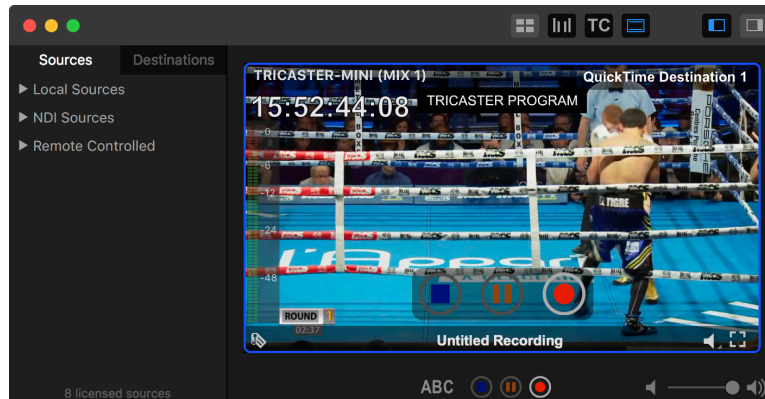 TC
Sources Destinations
Local Sources
NDI Sources
Remote Controlled
8 licensed sources
TRICASTER-MINI (MIX 1)
QuickTime Destination 1
15:52:44:08
TRICASTER PROGRAM
-0
-6
-12
-24
-48
PORSCHE
TIGRE
L'Appar
ROUND 1
02:37
Untitled Recording
ABC